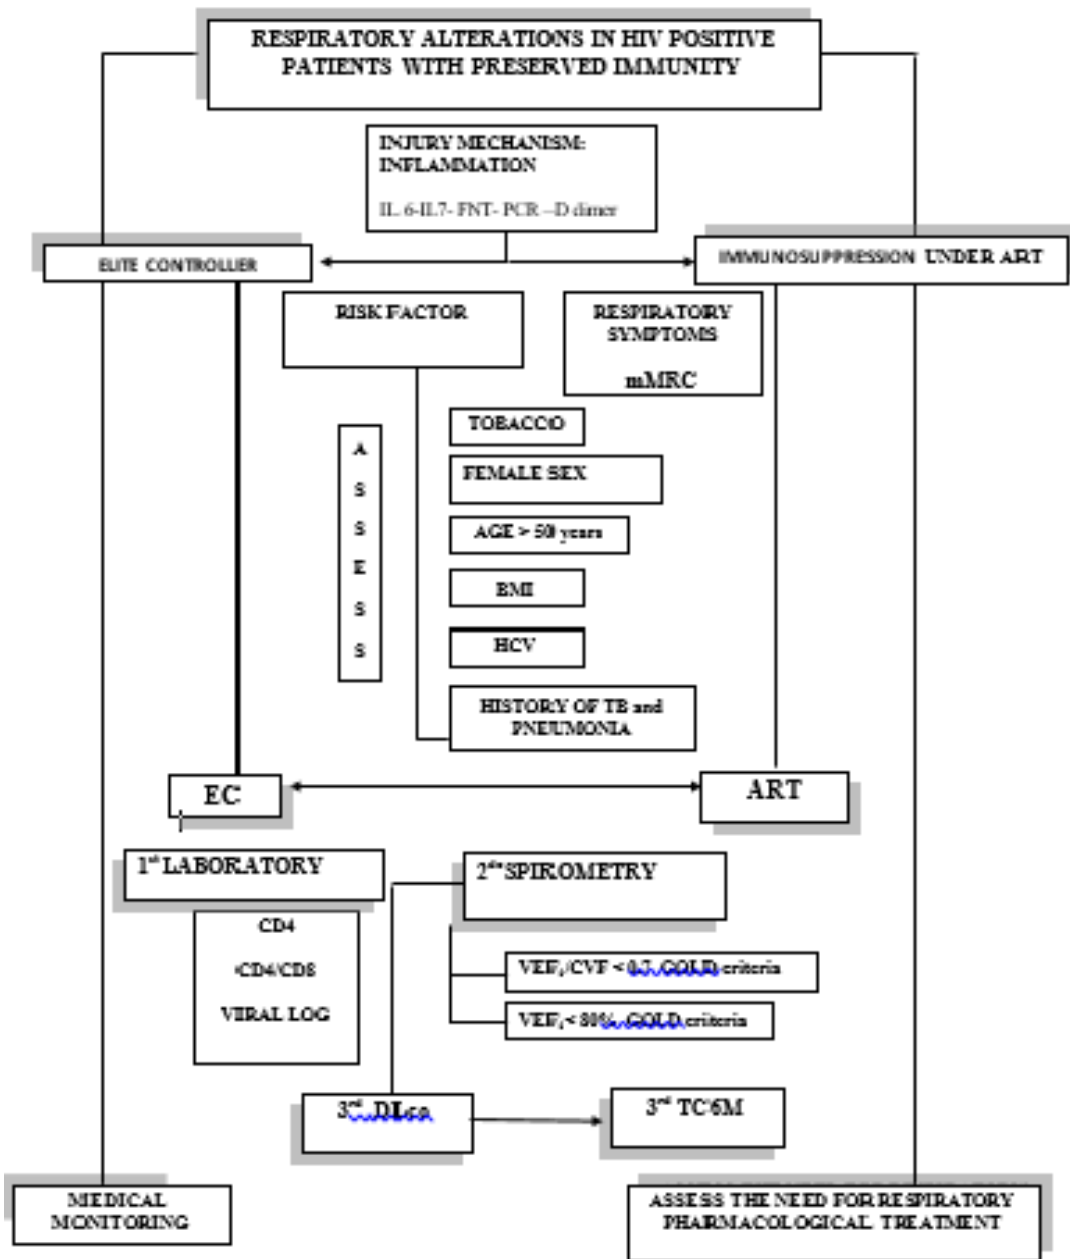 RESPIRATORY ALTERATIONS IN HIV POSITIVE
PATIENTS WITH PRESERVED IMMUNITY
INJURY MECHANISM:
INFLAMMATION
IL 6-IL7- FNT- PCR –D dimer
ELITE CONTROLLER
IMMUNOSUPPRESSION UNDER ART
RISK FACTOR
RESPIRATORY
SYMPTOMS
mMRC
A
S
S
E
S
S
TOBACCO
FEMALE SEX
AGE > 50 years
BMI
HCV
HISTORY OF TB and
PNEUMONIA
EC
ART
1st LABORATORY
CD4
CD4/CD8
VIRAL LOG
2nd SPIROMETRY
VEF1/CVF < 0.7 GOLD criteria
VEF1 < 80% GOLD criteria
3rd DLco
3rd TC6M
MEDICAL
MONITORING
ASSESS THE NEED FOR RESPIRATORY
PHARMACOLOGICAL TREATMENT